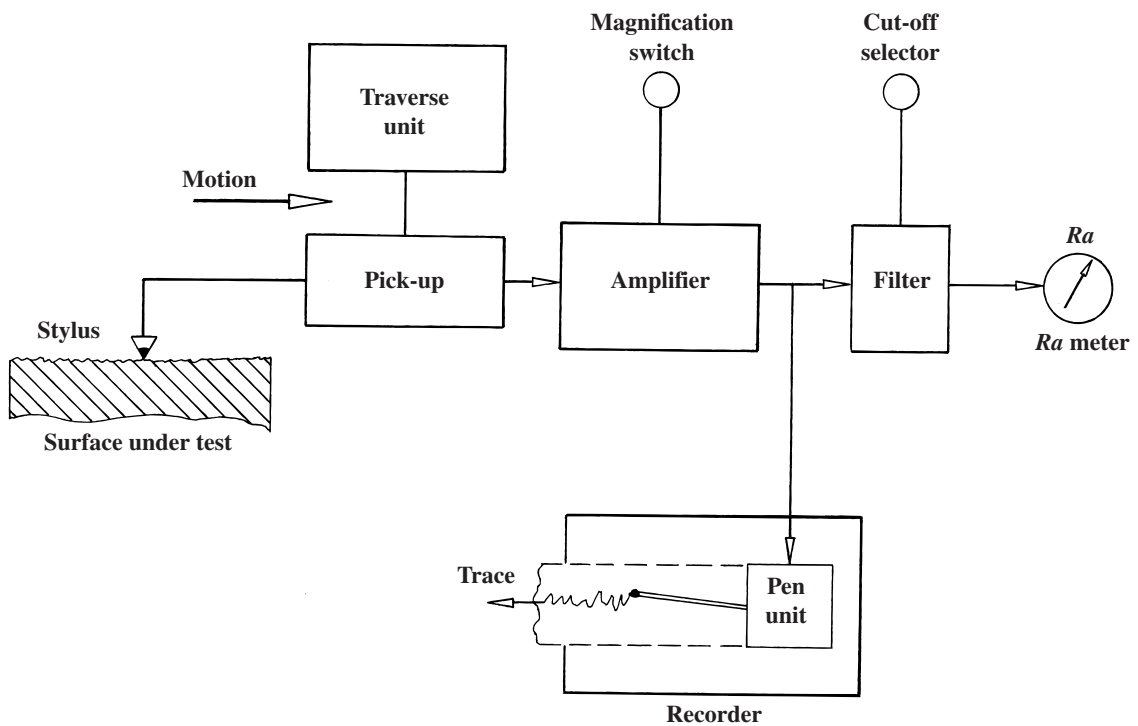 Magnification
switch
Cut-off
selector
Traverse
unit
Motion
Pick-up
Amplifier
Filter
Ra
Ra meter
Stylus
Surface under test
Trace
Pen
unit
Recorder